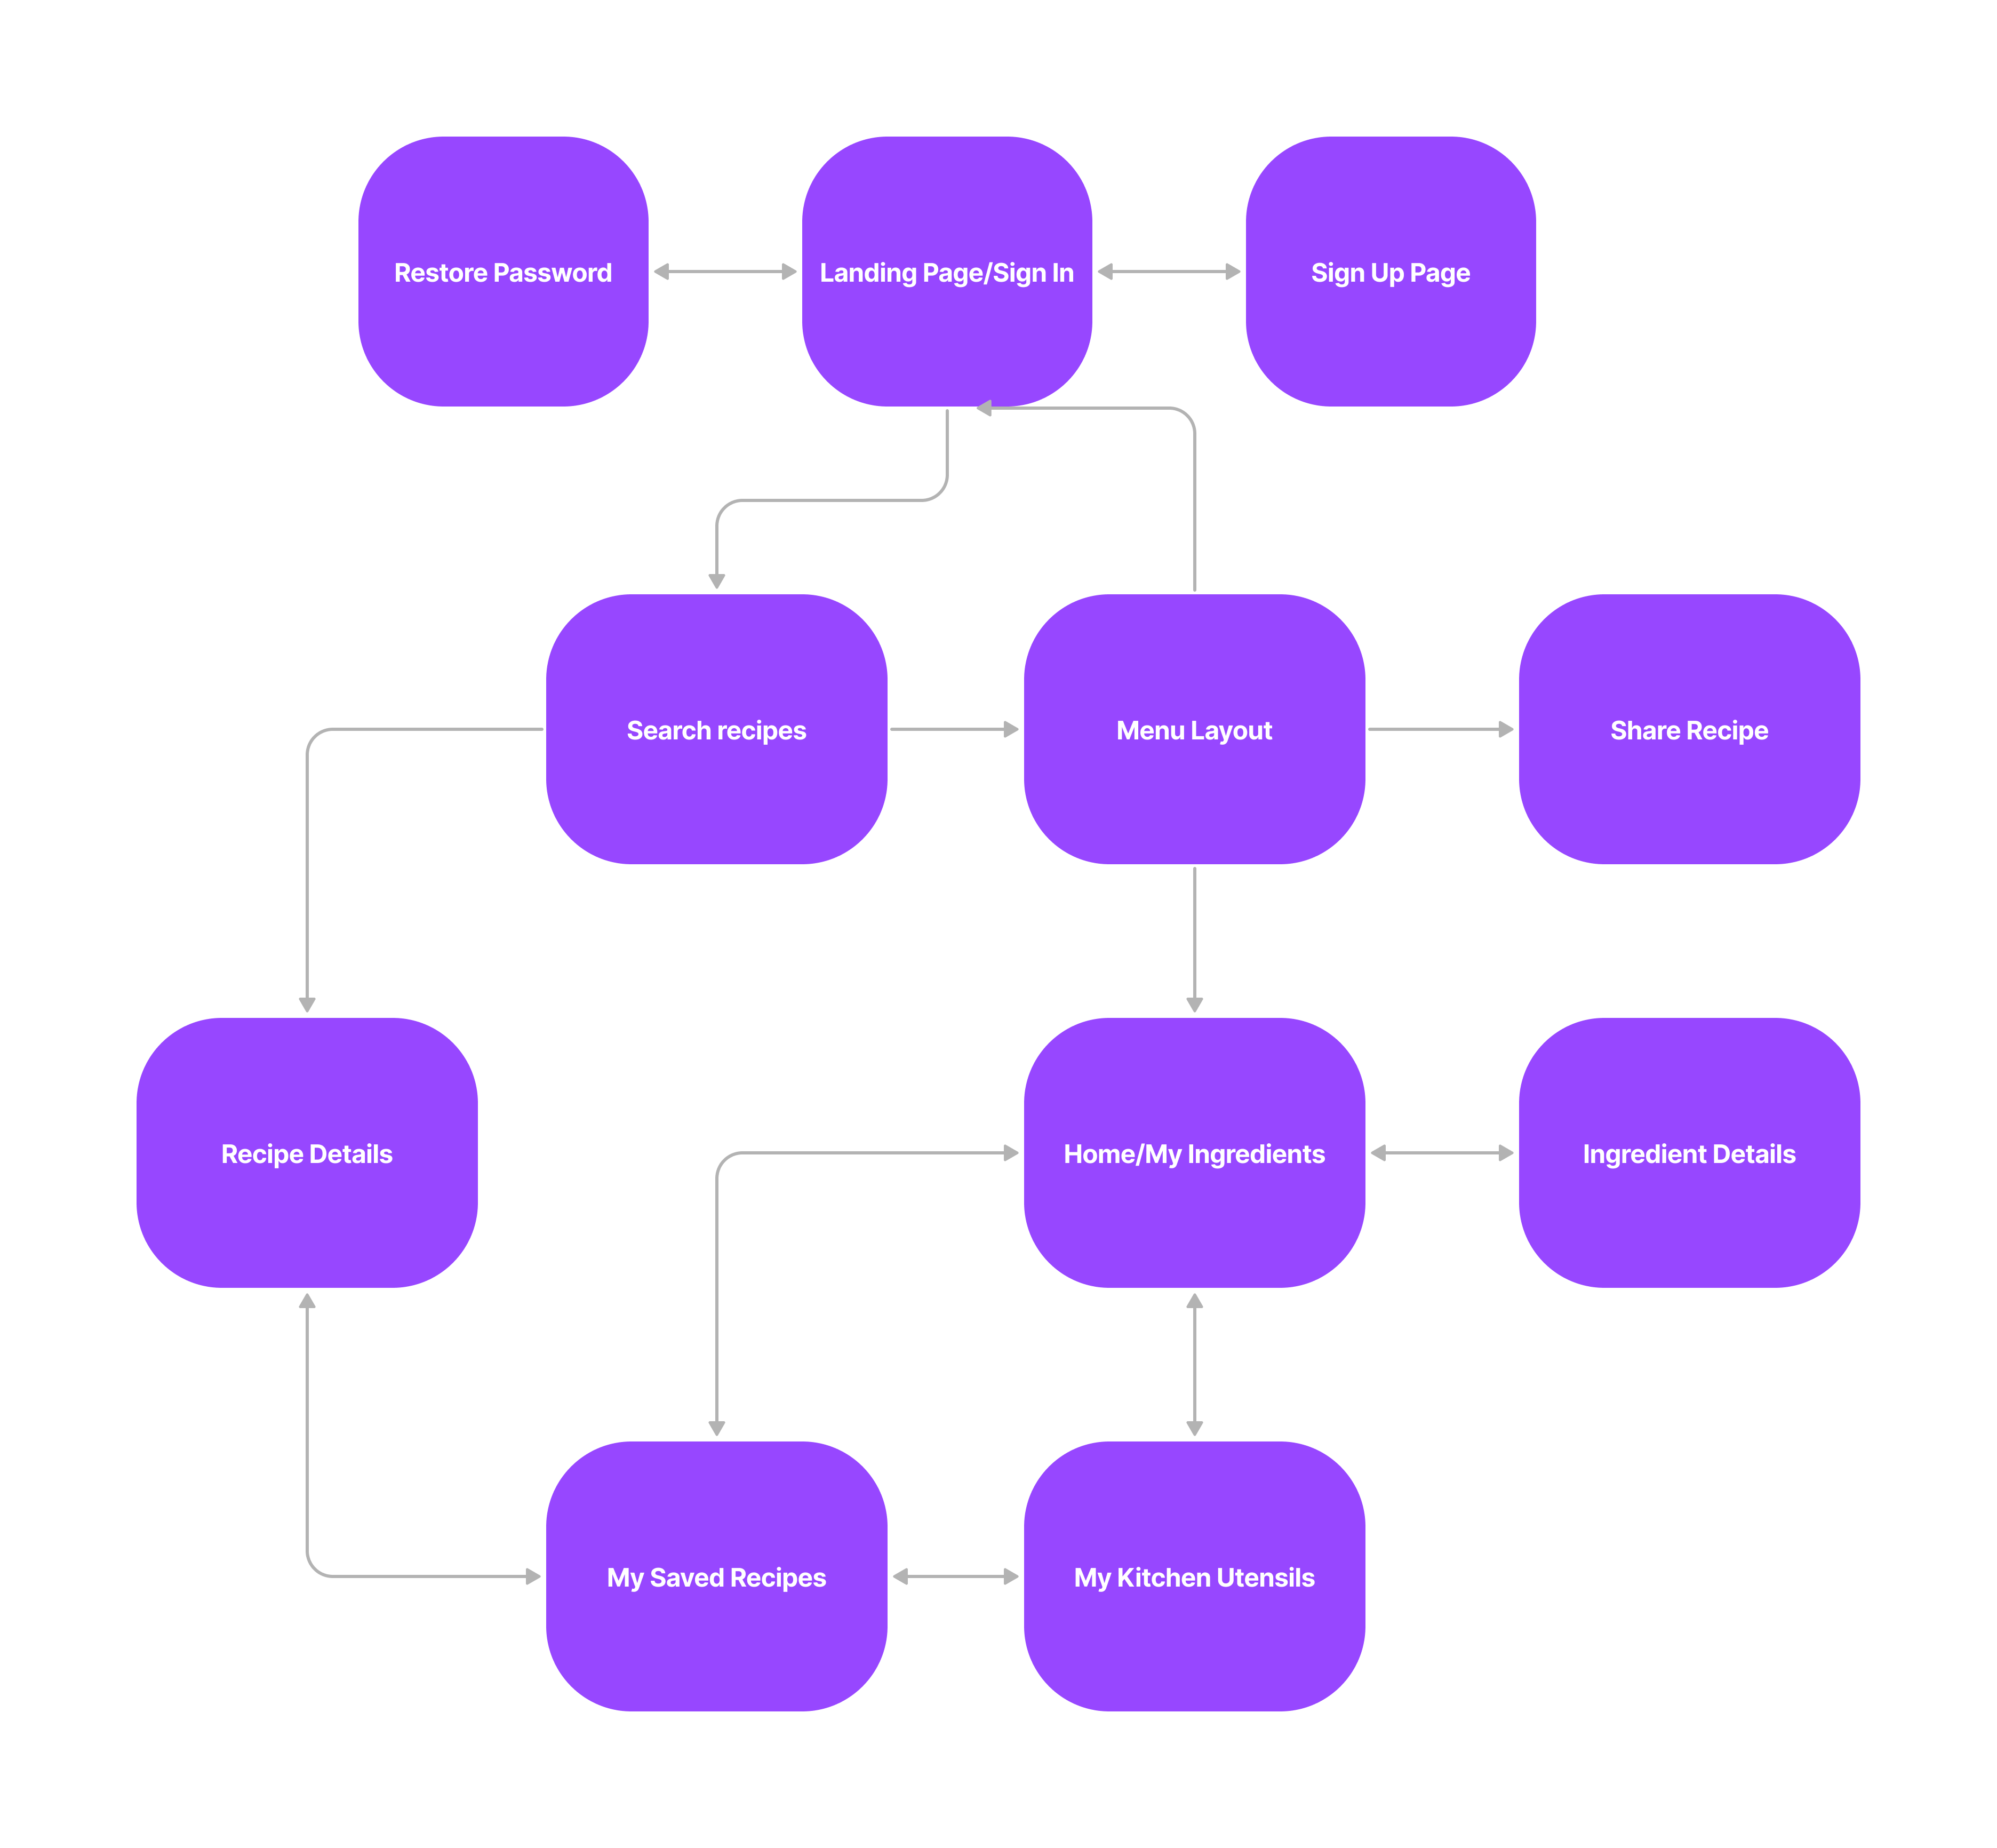 Restore Password
Landing Page/Sign In
Sign Up Page
Search recipes
Menu Layout
Share Recipe
Recipe Details
Home/My Ingredients
Ingredient Details
My Saved Recipes
My Kitchen Utensils